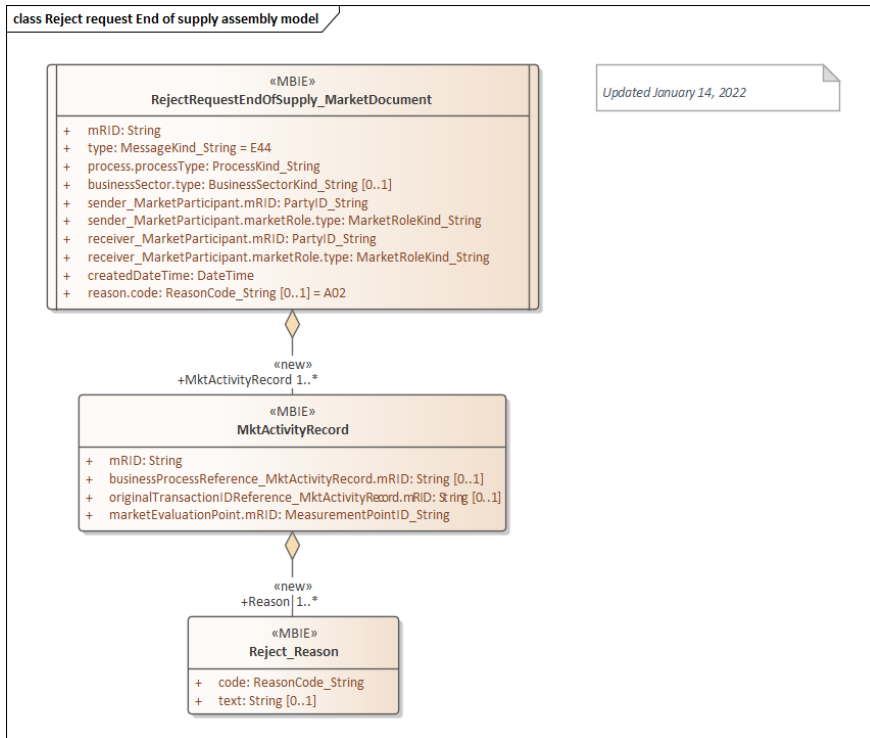 class Reject request End of supply assembly model
Updated January 14, 2022
«MBIE»
RejectRequestEndOfSupply_MarketDocument
+ mRID: String
+ type: MessageKind_String = E44
+ process.processType: ProcessKind_String
+ businessSector.type: BusinessSectorKind_String [0..1]
+ sender_MarketParticipant.mRID: PartyID_String
+ sender_MarketParticipant.marketRole.type: MarketRoleKind_String
+ receiver_MarketParticipant.mRID: PartyID_String
+ receiver_MarketParticipant.marketRole.type: MarketRoleKind_String
+ createdDateTime: DateTime
+ reason.code: ReasonCode_String [0..1] = A02
«new»
+MktActivityRecord 1..*
«MBIE»
MktActivityRecord
+ mRID: String
+ businessProcessReference_MktActivityRecord.mRID: String [0..1]
+ originalTransactionIDReference_MktActivityRecord.mRID: String [0..1]
+ marketEvaluationPoint.mRID: MeasurementPointID_String
«new»
+Reason 1..*
«MBIE»
Reject_Reason
+ code: ReasonCode_String
+ text: String [0..1]